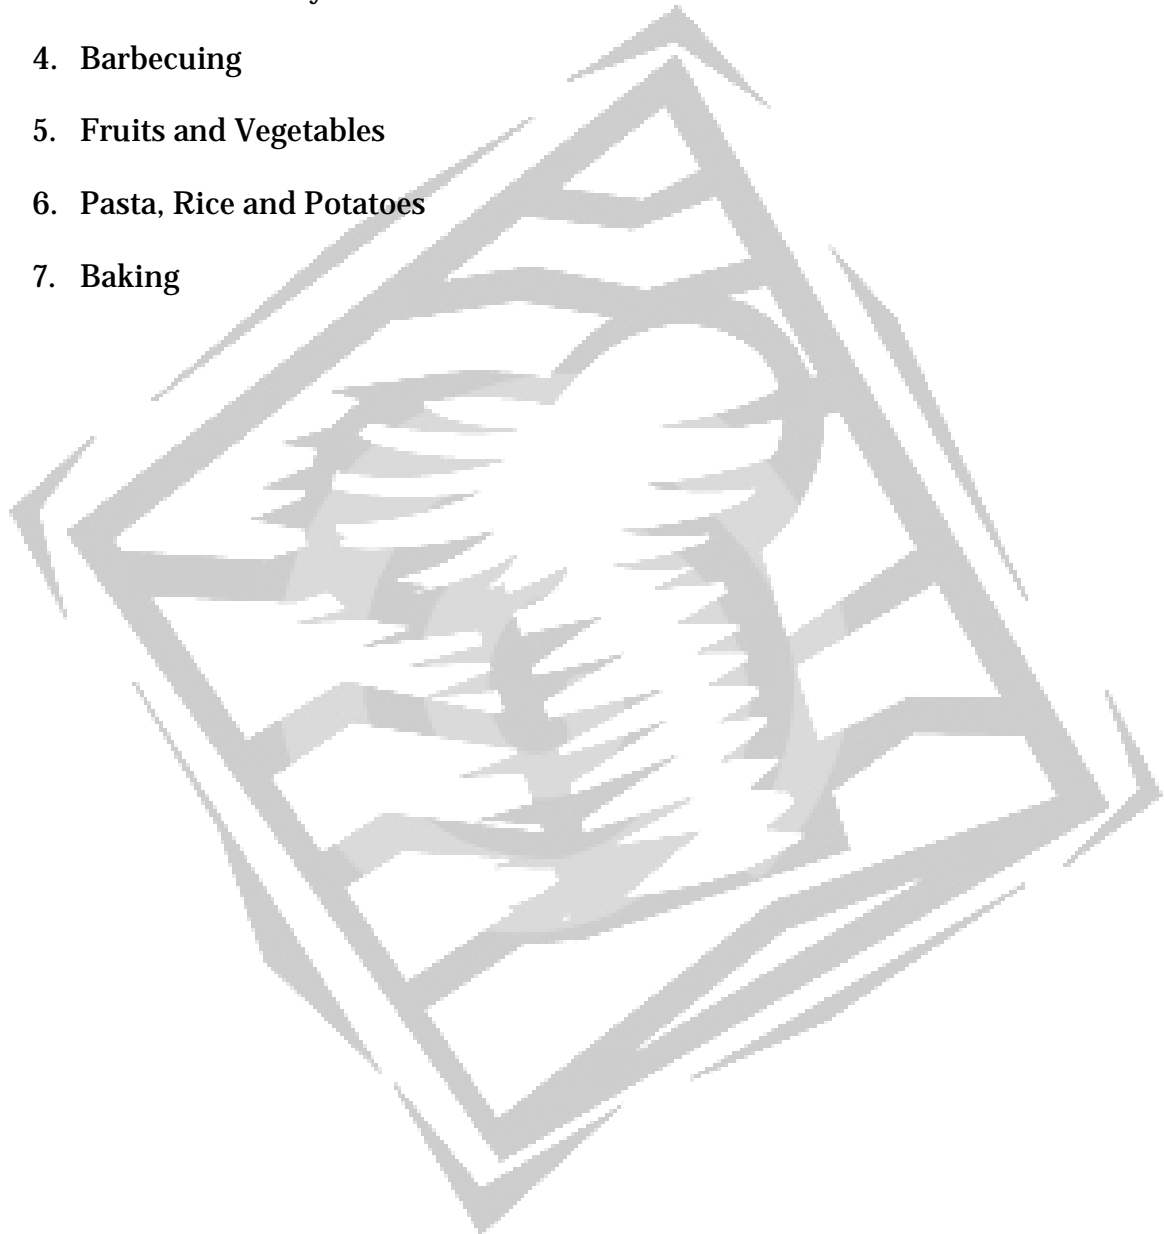 4. Barbecuing
5. Fruits and Vegetables
6. Pasta, Rice and Potatoes
7. Baking